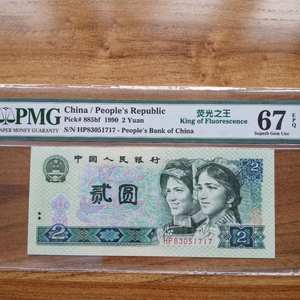 PMG
PAPER MONEY GUARANTY
China / People's Republic
Pick# 885bf 1990 2 Yuan
S/N HP83051717 - People's Bank of China
荧光之王
King of Fluorescence
67 EPQ
Superb Gem Unc
中国人民银行
贰圆
2
HP83051717
2